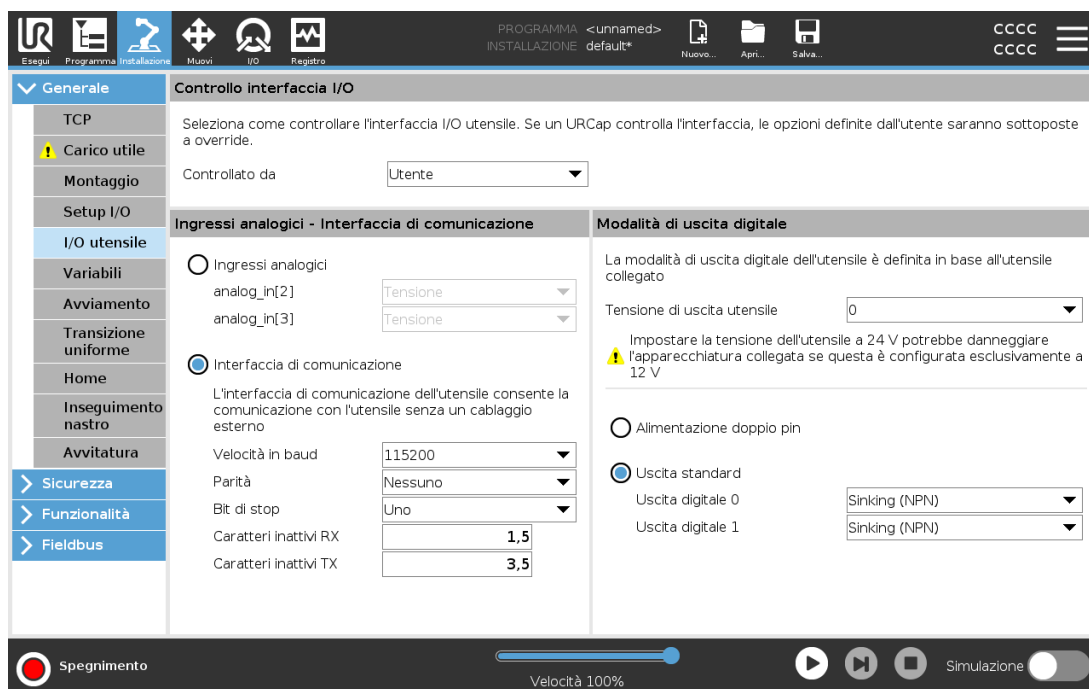 PROGRAMMA <unnamed>
INSTALLAZIONE default*
CCCC
CCCC
Esegui Programma Installazione Muovi I/O Registro Nuovo... Apri... Salva...
Generale
TCP
Carico utile
Montaggio
Setup I/O
I/O utensile
Variabili
Avviamento
Transizione
uniforme
Home
Inseguimento
nastro
Avvitatura
Sicurezza
Funzionalità
Fieldbus
Controllo interfaccia I/O
Seleziona come controllare l'interfaccia I/O utensile. Se un URCap controlla l'interfaccia, le opzioni definite dall'utente saranno sottoposte
a override.
Controllato da Utente
Ingressi analogici - Interfaccia di comunicazione
Ingressi analogici
analog_in[2] Tensione
analog_in[3] Tensione
Interfaccia di comunicazione
L'interfaccia di comunicazione dell'utensile consente la
comunicazione con l'utensile senza un cablaggio
esterno
Velocità in baud 115200
Parità Nessuno
Bit di stop Uno
Caratteri inattivi RX 1,5
Caratteri inattivi TX 3,5
Modalità di uscita digitale
La modalità di uscita digitale dell'utensile è definita in base all'utensile
collegato
Tensione di uscita utensile 0
Impostare la tensione dell'utensile a 24 V potrebbe danneggiare
l'apparecchiatura collegata se questa è configurata esclusivamente a
12 V
Alimentazione doppio pin
Uscita standard
Uscita digitale 0 Sinking (NPN)
Uscita digitale 1 Sinking (NPN)
Spegnimento
Velocità 100%
Simulazione